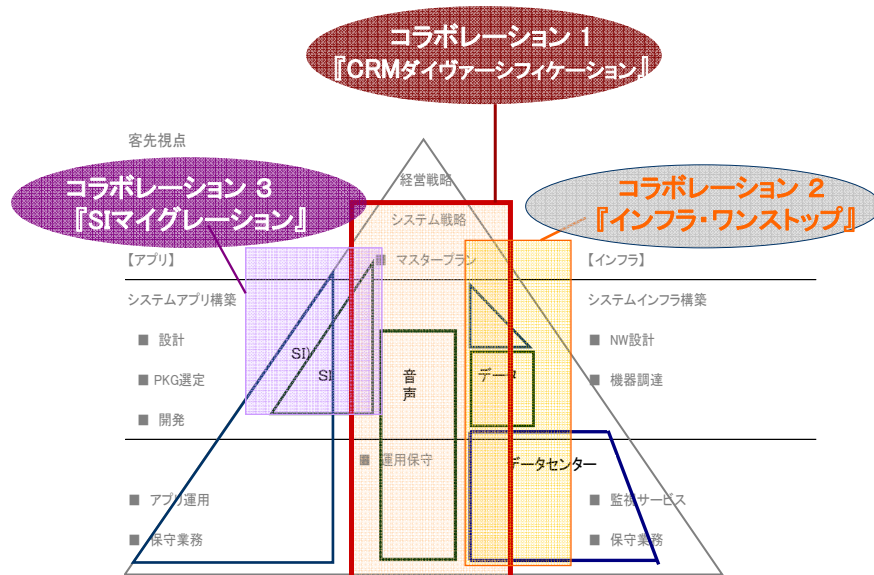 コラボレーション 1
『CRMダイヴァーシフィケーション』
客先視点
経営戦略
コラボレーション 3
『SIマイグレーション』
コラボレーション 2
『インフラ・ワンストップ』
システム戦略
【アプリ】
■ マスタープラン
【インフラ】
システムアプリ構築
システムインフラ構築
■ 設計
■ NW設計
SI)
SI
音声
データ
■ PKG選定
■ 機器調達
■ 開発
■ 運用保守
データセンター
■ アプリ運用
■ 監視サービス
■ 保守業務
■ 保守業務